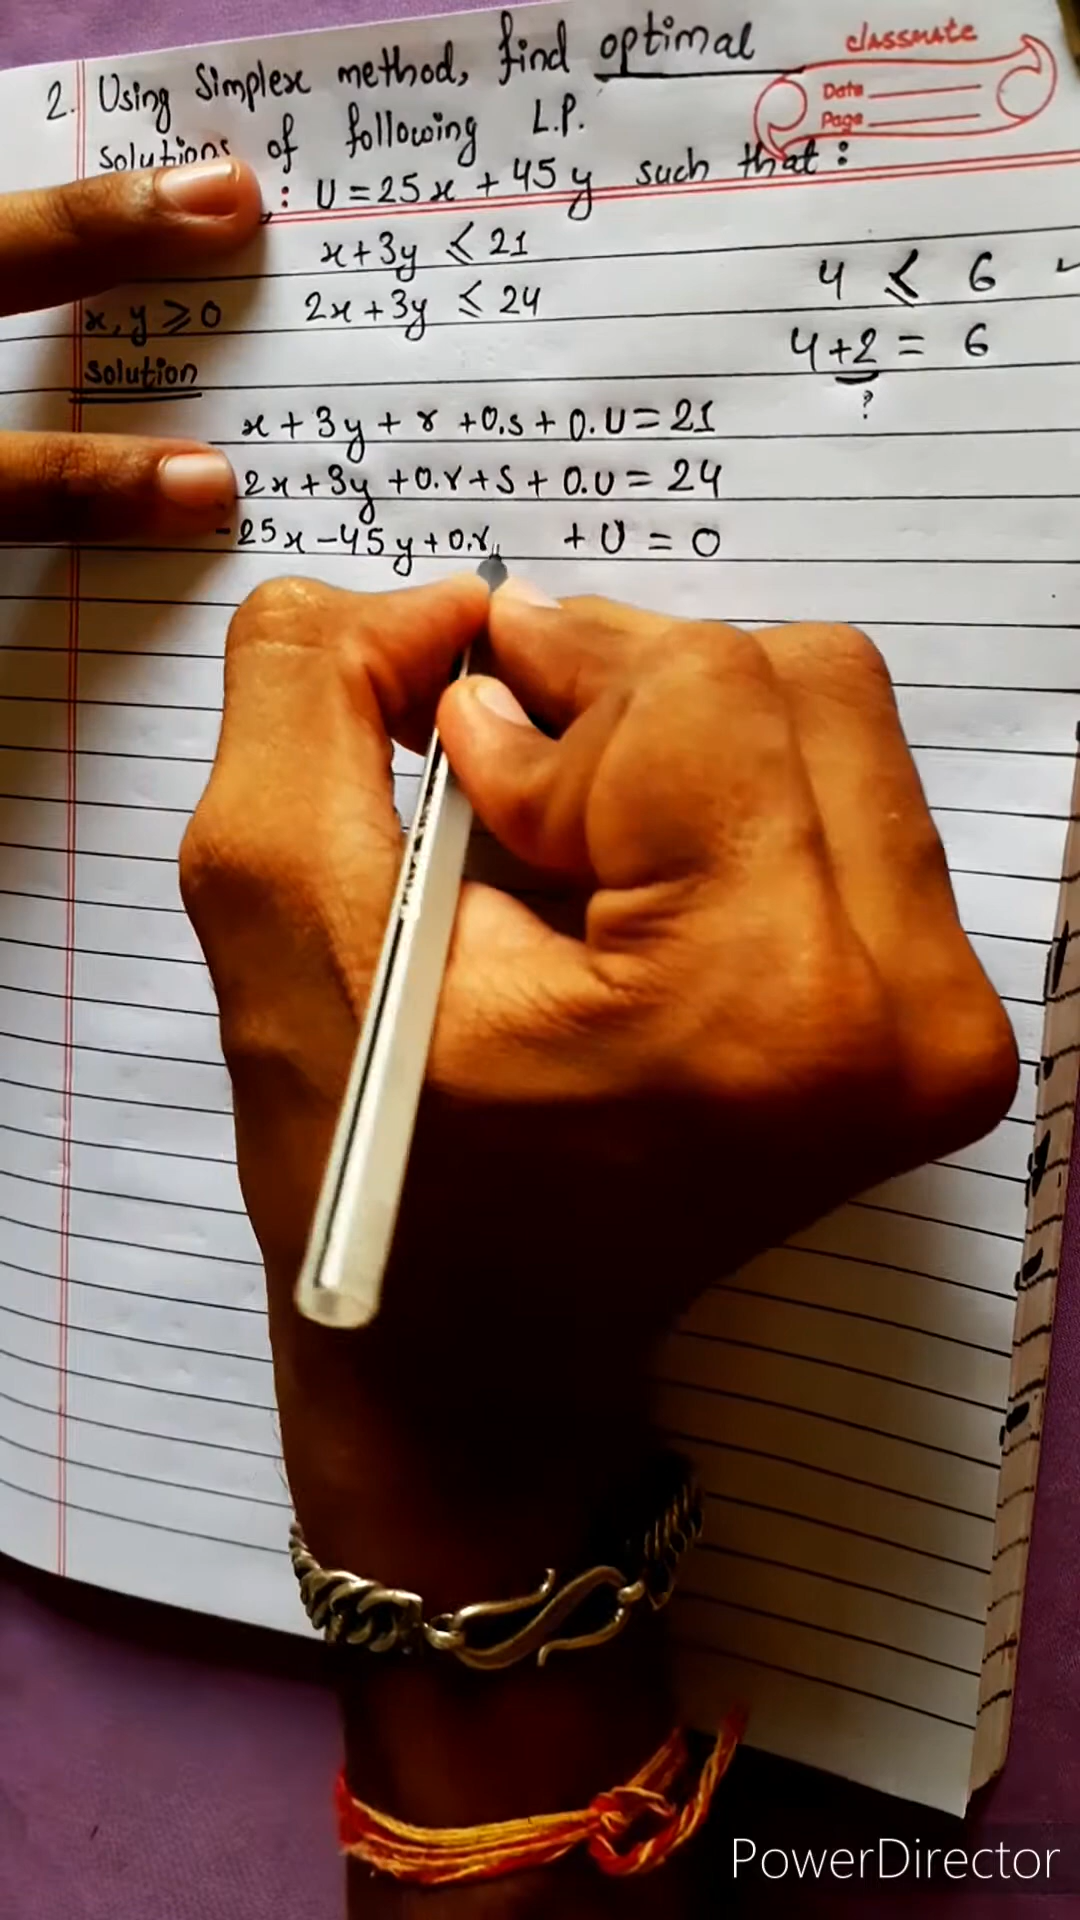 classmate
Date
Page
2. Using Simplex method, find optimal
solutions of following L.P.
: U = 25x + 45y such that :
x + 3y ⩽ 21
x, y ⩾ 0 2x + 3y ⩽ 24
4 ⩽ 6
4+2 = 6
?
Solution
x + 3y + r + 0.s + 0.U = 21
2x + 3y + 0.r + s + 0.U = 24
-25x - 45y + 0.r + U = 0
PowerDirector